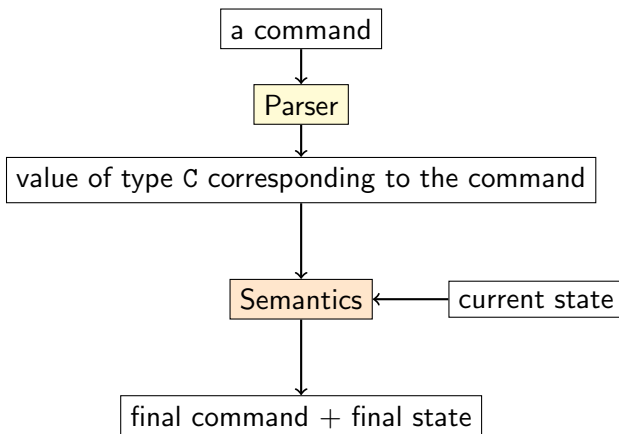 a command
Parser
value of type C corresponding to the command
Semantics
current state
final command + final state